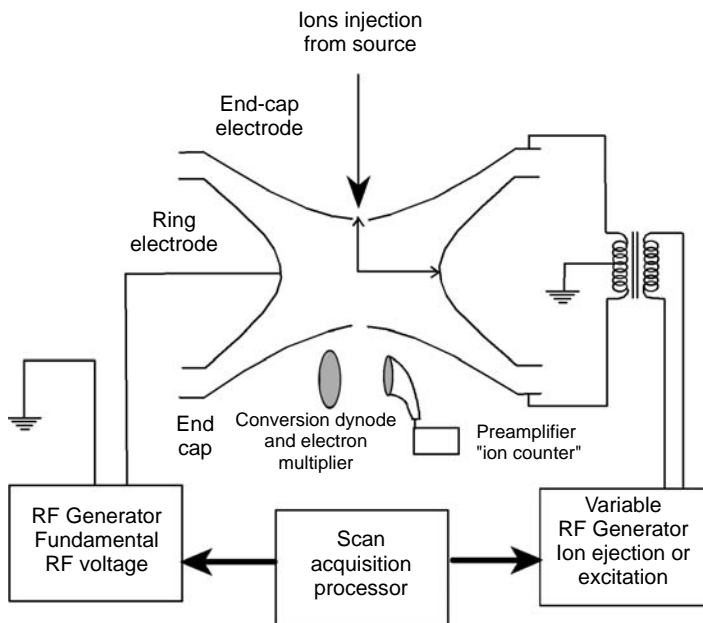 Ions injection
from source
End-cap
electrode
Ring
electrode
End
cap
Conversion dynode
and electron
multiplier
Preamplifier
"ion counter"
RF Generator
Fundamental
RF voltage
Scan
acquisition
processor
Variable
RF Generator
Ion ejection or
excitation